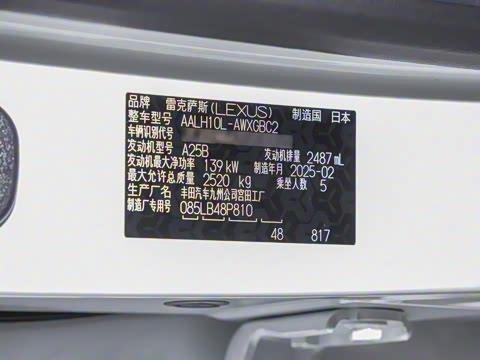 品牌 雷克萨斯(LEXUS) 制造国 日本
整车型号 AALH10L-AWXGBC2
车辆识别代号
发动机型号 A25B 发动机排量 2487 mL
发动机最大净功率 139 kW 制造年月 2025-02
最大允许总质量 2520 kg 乘坐人数 5
生产厂名 丰田汽车九州公司宫田工厂
制造厂专用号 085LB48P810
48 817